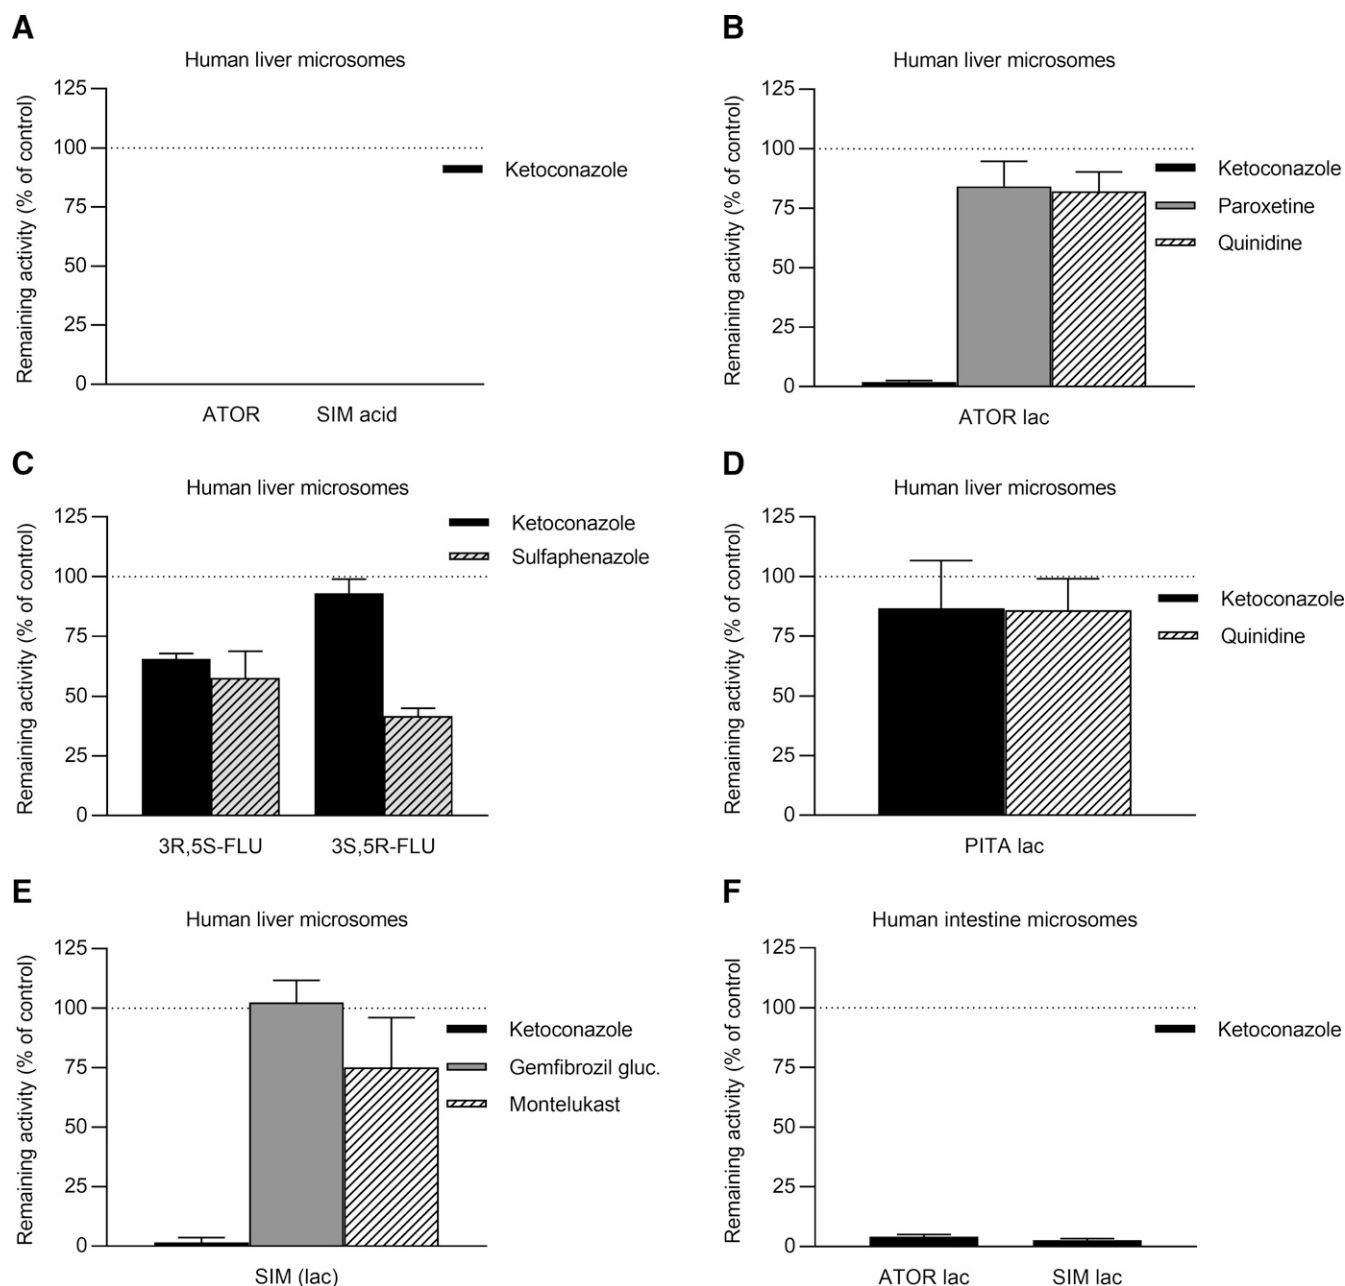 A
Human liver microsomes
Remaining activity (% of control)
125
100
75
50
25
0
Ketoconazole
ATOR
SIM acid
B
Human liver microsomes
Remaining activity (% of control)
125
100
75
50
25
0
Ketoconazole
Paroxetine
Quinidine
ATOR lac
C
Human liver microsomes
Remaining activity (% of control)
125
100
75
50
25
0
Ketoconazole
Sulfaphenazole
3R,5S-FLU
3S,5R-FLU
D
Human liver microsomes
Remaining activity (% of control)
125
100
75
50
25
0
Ketoconazole
Quinidine
PITA lac
E
Human liver microsomes
Remaining activity (% of control)
125
100
75
50
25
0
Ketoconazole
Gemfibrozil gluc.
Montelukast
SIM (lac)
F
Human intestine microsomes
Remaining activity (% of control
125
100
75
50
25
0
Ketoconazole
ATOR lac
SIM lac